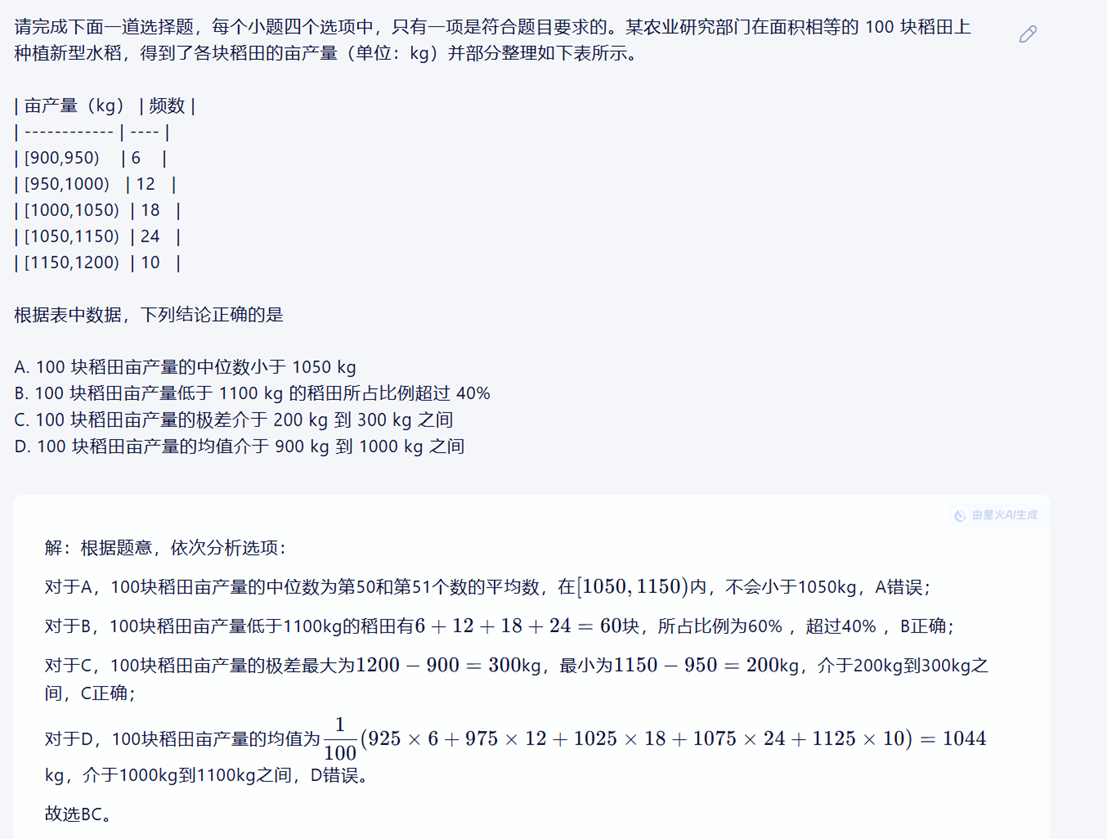 请完成下面一道选择题，每个小题四个选项中，只有一项是符合题目要求的。某农业研究部门在面积相等的 100 块稻田上
种植新型水稻，得到了各块稻田的亩产量（单位：kg）并部分整理如下表所示。
| 亩产量（kg） | 频数 |
| ------------ | ---- |
| [900,950) | 6 |
| [950,1000) | 12 |
| [1000,1050) | 18 |
| [1050,1150) | 24 |
| [1150,1200) | 10 |
根据表中数据，下列结论正确的是
A. 100 块稻田亩产量的中位数小于 1050 kg
B. 100 块稻田亩产量低于 1100 kg 的稻田所占比例超过 40%
C. 100 块稻田亩产量的极差介于 200 kg 到 300 kg 之间
D. 100 块稻田亩产量的均值介于 900 kg 到 1000 kg 之间
由星火AI生成
解：根据题意，依次分析选项：
对于A，100块稻田亩产量的中位数为第50和第51个数的平均数，在[1050, 1150)内，不会小于1050kg，A错误；
对于B，100块稻田亩产量低于1100kg的稻田有6 + 12 + 18 + 24 = 60块，所占比例为60% ，超过40% ，B正确；
对于C，100块稻田亩产量的极差最大为1200 − 900 = 300kg，最小为1150 − 950 = 200kg，介于200kg到300kg之
间，C正确；
对于D，100块稻田亩产量的均值为1/100(925 × 6 + 975 × 12 + 1025 × 18 + 1075 × 24 + 1125 × 10) = 1044
kg，介于1000kg到1100kg之间，D错误。
故选BC。